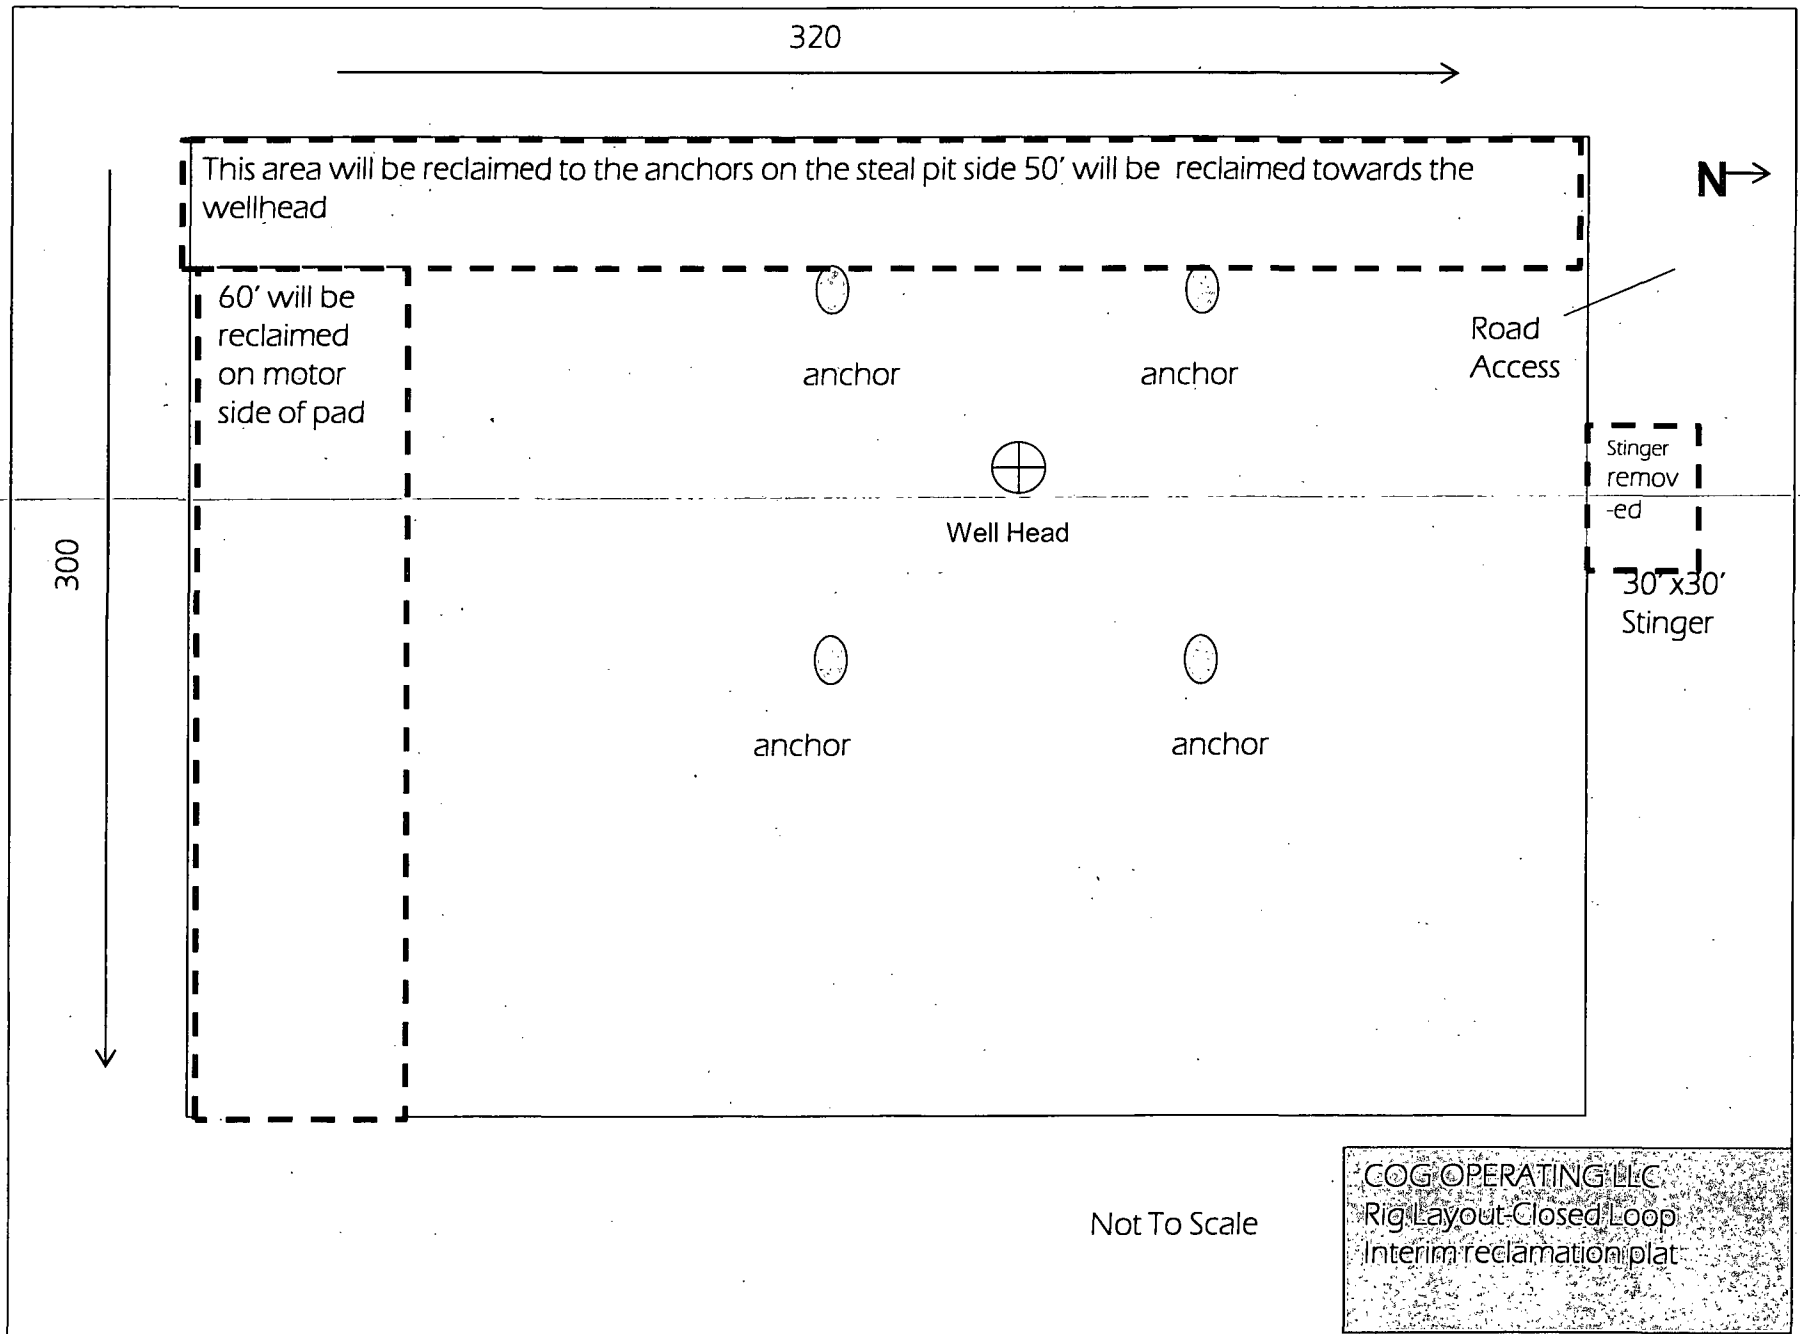 320
This area will be reclaimed to the anchors on the steal pit side 50' will be reclaimed towards the
wellhead
N
60' will be
reclaimed
on motor
side of pad
Road
Access
anchor
anchor
Stinger
remov
-ed
Well Head
300
30' x30'
Stinger
anchor
anchor
Not To Scale
COG OPERATING LLC
Rig Layout-Closed Loop
Interim reclamation plat